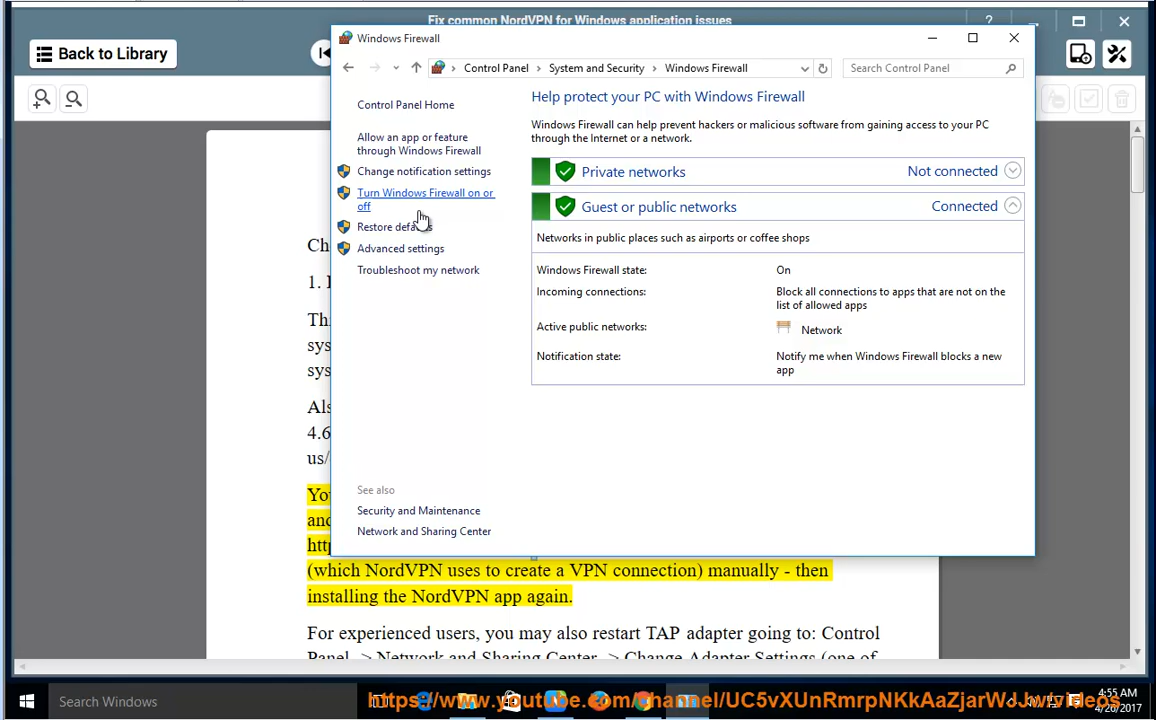 Fix common NordVPN for Windows application issues
Back to Library
Windows Firewall
Control Panel > System and Security > Windows Firewall
Search Control Panel
Control Panel Home
Allow an app or feature
through Windows Firewall
Change notification settings
Turn Windows Firewall on or
off
Restore defaults
Advanced settings
Troubleshoot my network
See also
Security and Maintenance
Network and Sharing Center
Help protect your PC with Windows Firewall
Windows Firewall can help prevent hackers or malicious software from gaining access to your PC
through the Internet or a network.
Private networks Not connected
Guest or public networks Connected
Networks in public places such as airports or coffee shops
Windows Firewall state: On
Incoming connections: Block all connections to apps that are not on the
list of allowed apps
Active public networks: Network
Notification state: Notify me when Windows Firewall blocks a new
app
1.
4.6
us/
(which NordVPN uses to create a VPN connection) manually - then
installing the NordVPN app again.
For experienced users, you may also restart TAP adapter going to: Control
Panel -> Network and Sharing Center -> Change Adapter Settings (one of
Search Windows
4:55 AM
4/26/2017